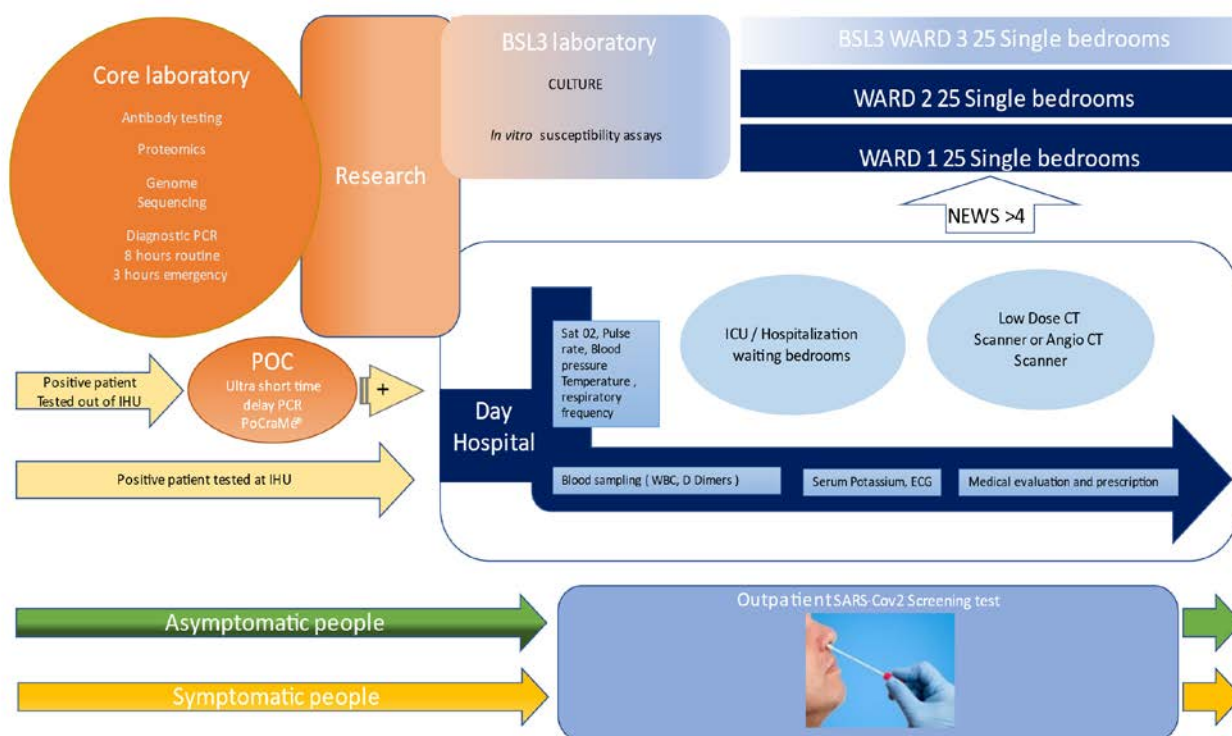 Core laboratory
Antibody testing
Proteomics
Genome
Sequencing
Diagnostic PCR
8 hours routine
3 hours emergency
Research
BSL3 laboratory
CULTURE
In vitro susceptibility assays
BSL3 WARD 3 25 Single bedrooms
WARD 2 25 Single bedrooms
WARD 1 25 Single bedrooms
NEWS >4
Positive patient
Tested out of IHU
POC
Ultra short time
delay PCR
PoCraMé®
+
Positive patient tested at IHU
Day
Hospital
Sat 02, Pulse
rate, Blood
pressure
Temperature ,
respiratory
frequency
ICU / Hospitalization
waiting bedrooms
Low Dose CT
Scanner or Angio CT
Scanner
Blood sampling ( WBC, D Dimers )
Serum Potassium, ECG
Medical evaluation and prescription
Asymptomatic people
Symptomatic people
Outpatient SARS-Cov2 Screening test